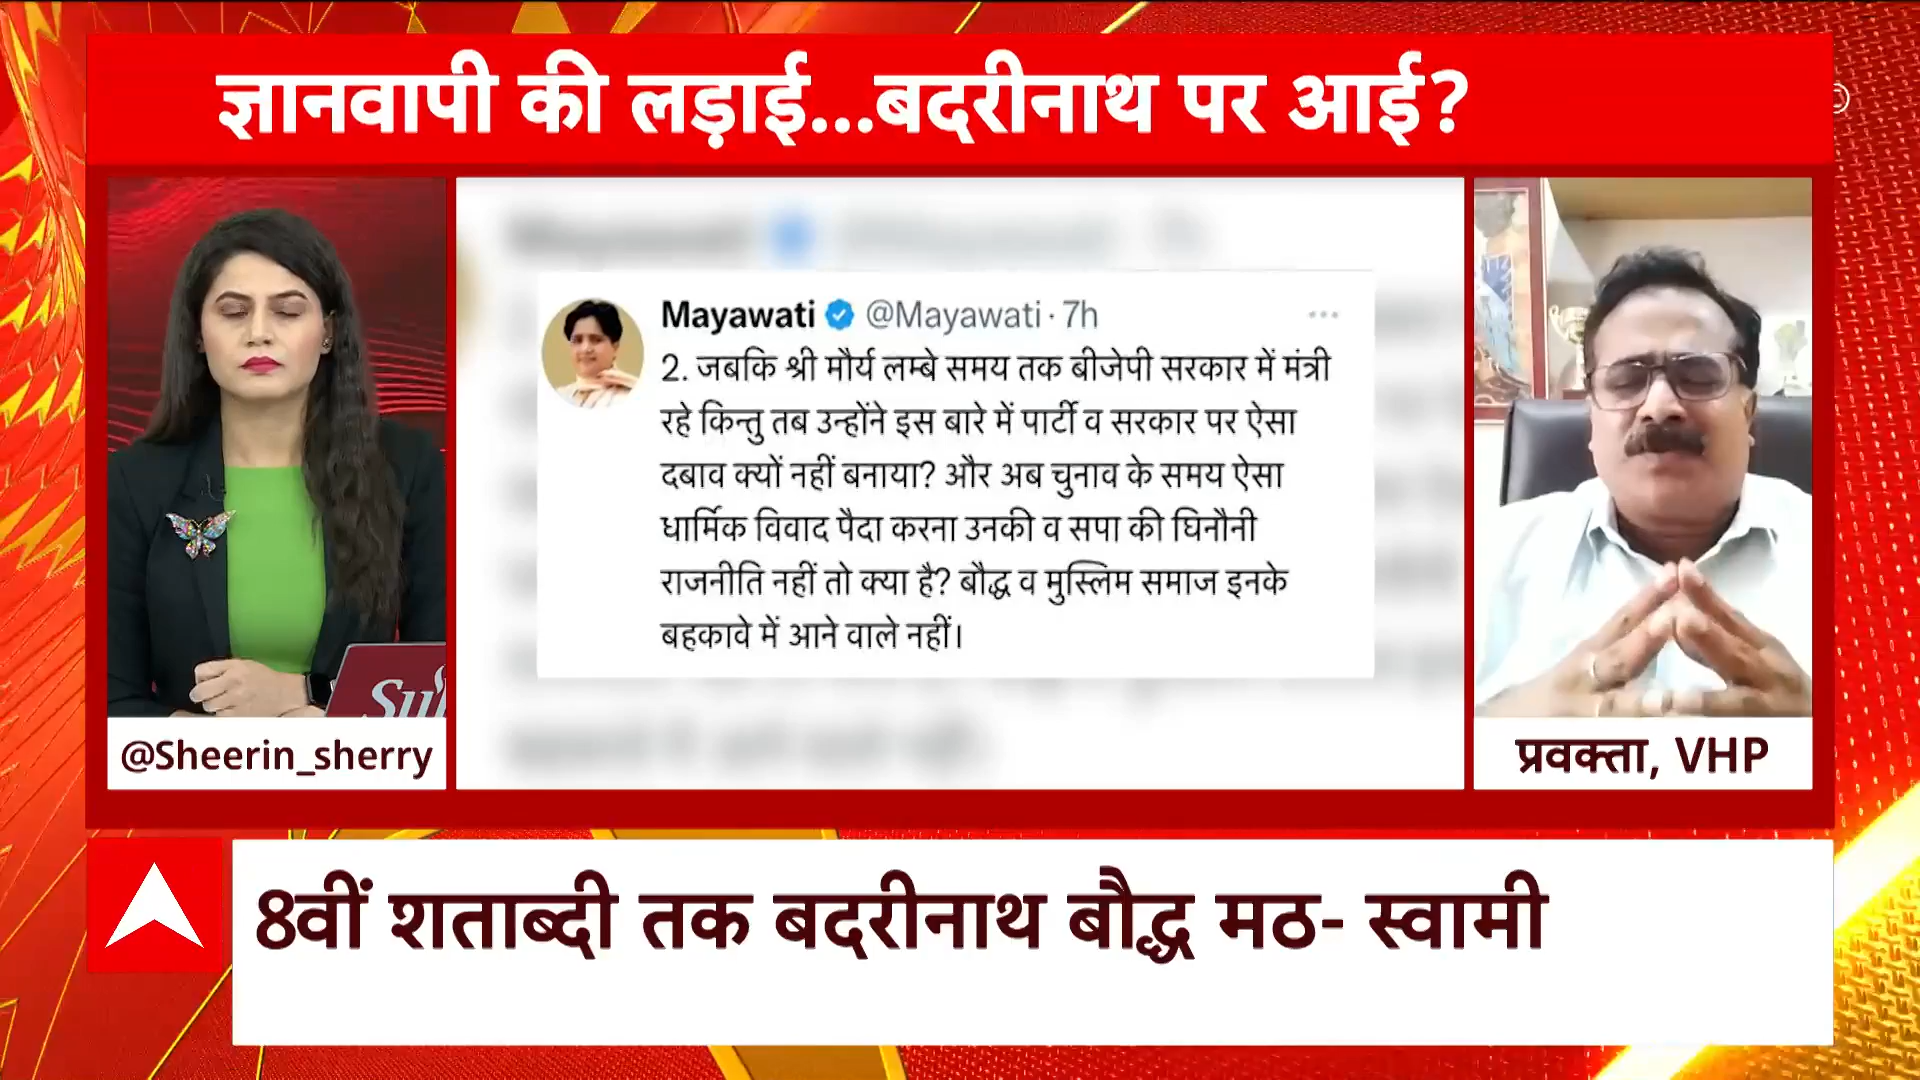 ज्ञानवापी की लड़ाई...बदरीनाथ पर आई?
Mayawati @Mayawati · 7h
2. जबकि श्री मौर्य लम्बे समय तक बीजेपी सरकार में मंत्री
रहे किन्तु तब उन्होंने इस बारे में पार्टी व सरकार पर ऐसा
दबाव क्यों नहीं बनाया? और अब चुनाव के समय ऐसा
धार्मिक विवाद पैदा करना उनकी व सपा की घिनौनी
राजनीति नहीं तो क्या है? बौद्ध व मुस्लिम समाज इनके
बहकावे में आने वाले नहीं।
@Sheerin_sherry
प्रवक्ता, VHP
8वीं शताब्दी तक बदरीनाथ बौद्ध मठ- स्वामी